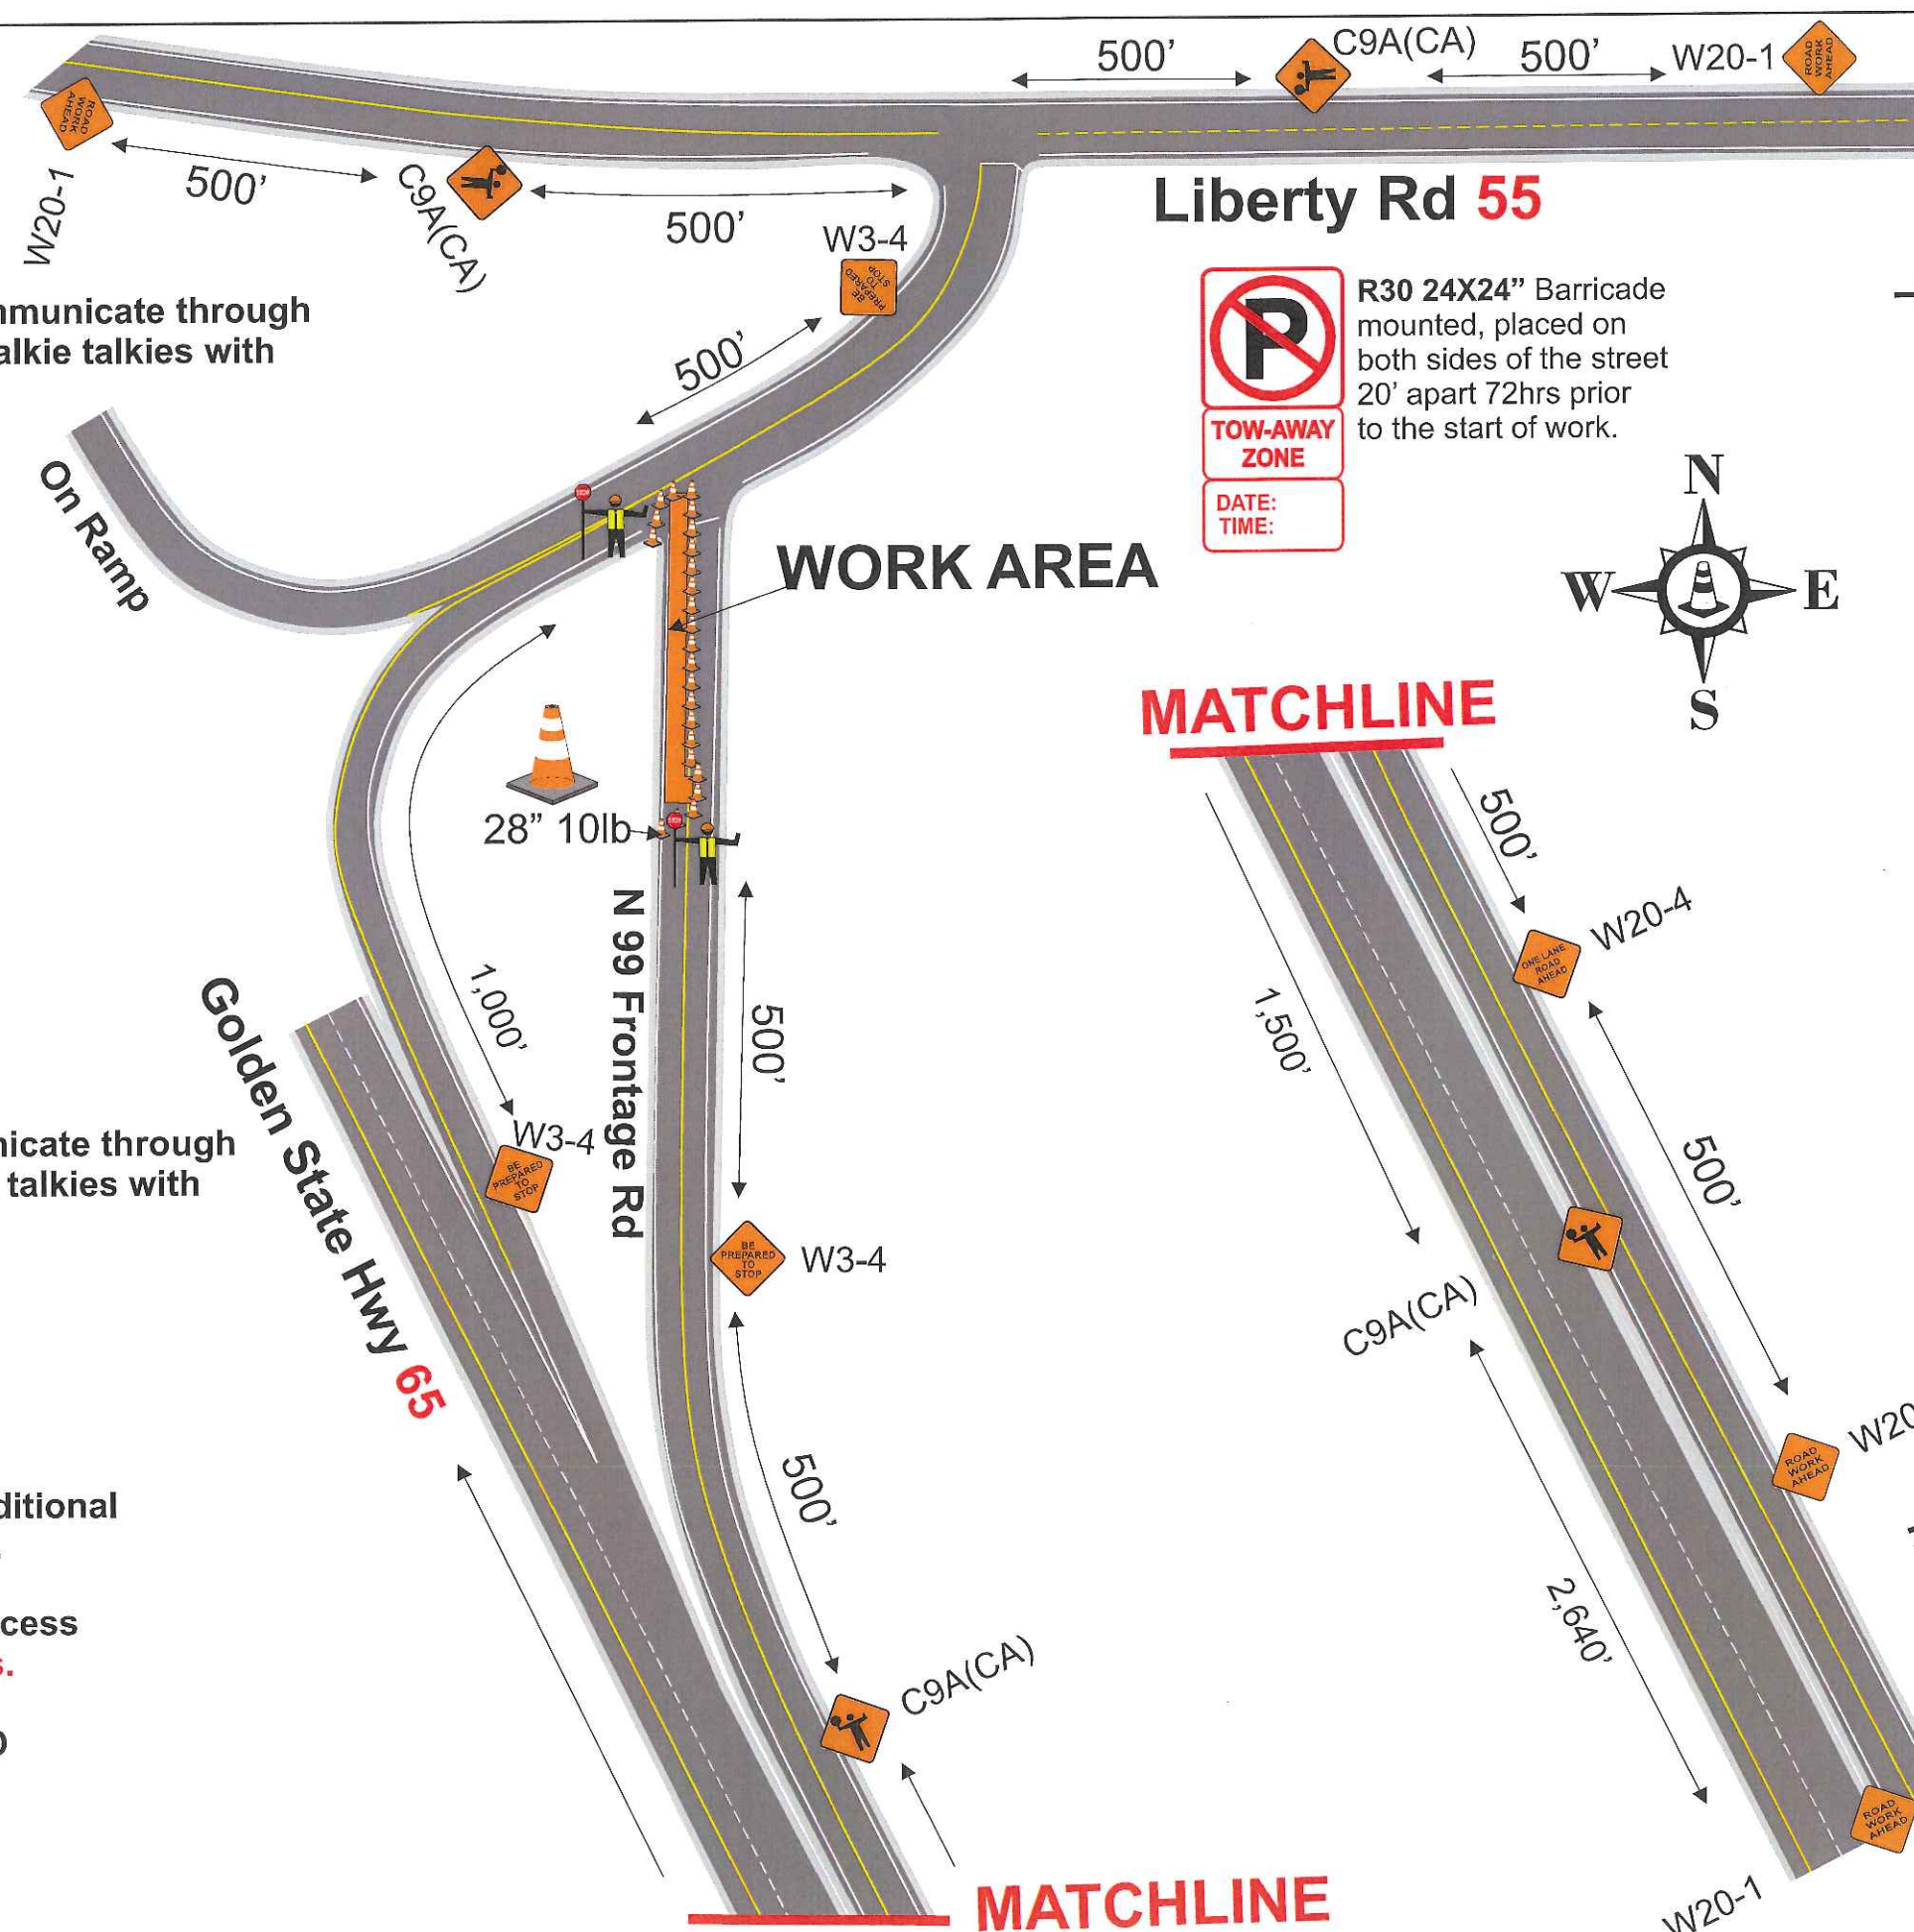 500'
C9A(CA)
500'
W20-1
ROAD
WORK
AHEAD
ROAD
WORK
AHEAD
W20-1
500'
C9A(CA)
500'
W3-4
BE
PREPARED
TO
STOP
500'
Liberty Rd 55
P
TOW-AWAY
ZONE
DATE:
TIME:
R30 24X24” Barricade
mounted, placed on
both sides of the street
20' apart 72hrs prior
to the start of work.
mmunicate through
alkie talkies with
On Ramp
STOP
WORK AREA
N
W
E
S
28” 10lb
STOP
MATCHLINE
N 99 Frontage Rd
1,000'
500'
Golden State Hwy 65
W3-4
BE
PREPARED
TO
STOP
BE
PREPARED
TO
STOP
W3-4
nicate through
talkies with
500'
C9A(CA)
ditional
cess
s.
MATCHLINE
500'
W20-4
ONE LANE
ROAD
AHEAD
1,500'
500'
C9A(CA)
W20
ROAD
WORK
AHEAD
2,640'
ROAD
WORK
AHEAD
W20-1